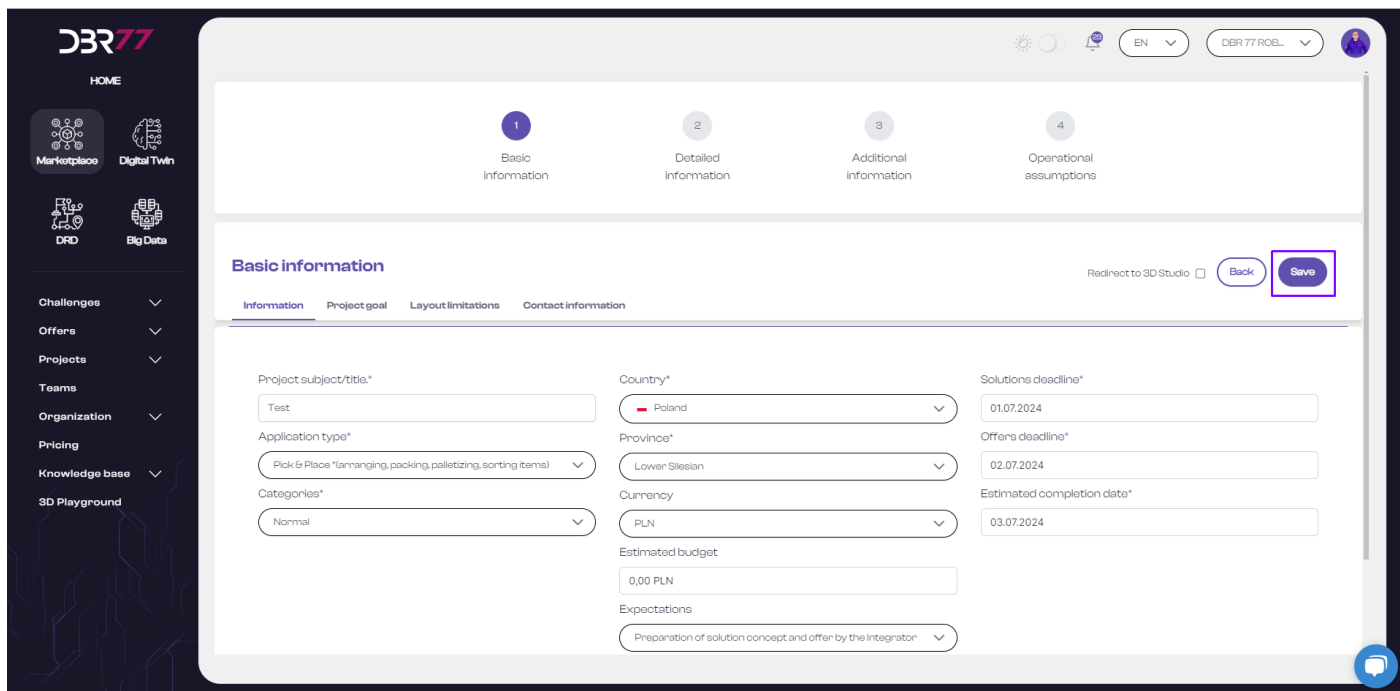 DBR77
HOME
Marketplace
Digital Twin
DRD
Big Data
Challenges
Offers
Projects
Teams
Organization
Pricing
Knowledge base
3D Playground
29
EN
DBR 77 ROB...
1
2
3
4
Basic
information
Detailed
information
Additional
information
Operational
assumptions
Basic information
Redirect to 3D Studio
Back
Save
Information
Project goal
Layout limitations
Contact information
Project subject/title.*
Test
Application type*
Pick & Place *(arranging, packing, palletizing, sorting items)
Categories*
Normal
Country*
Poland
Province*
Lower Silesian
Currency
PLN
Estimated budget
0,00 PLN
Expectations
Preparation of solution concept and offer by the Integrator
Solutions deadline*
01.07.2024
Offers deadline*
02.07.2024
Estimated completion date*
03.07.2024